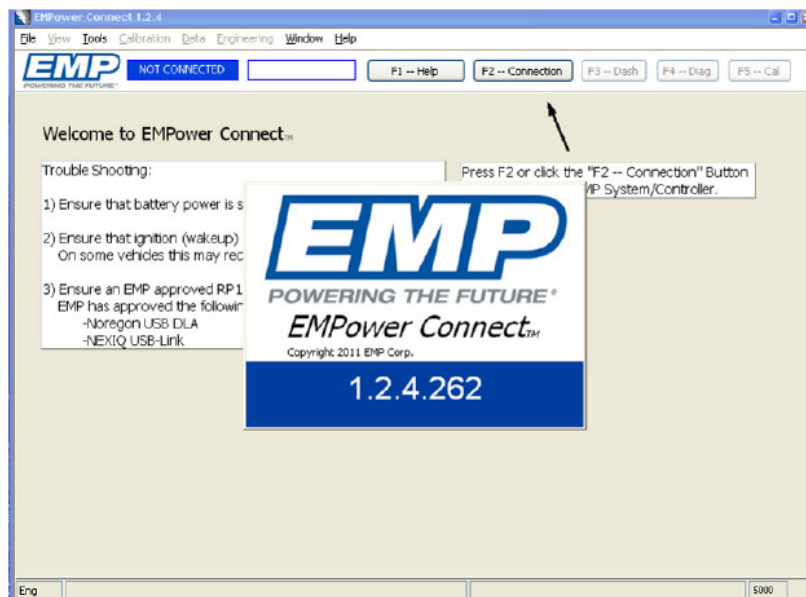 EMPower Connect 1.2.4
File View Tools Calibration Data Engineering Window Help
EMP
POWERING THE FUTURE®
NOT CONNECTED
F1 -- Help
F2 -- Connection
F3 -- Dash
F4 -- Diag
F5 -- Cal
Welcome to EMPower Connect™
Trouble Shooting:
1) Ensure that battery power is s
2) Ensure that ignition (wakeup)
On some vehicles this may rec
3) Ensure an EMP approved RP1
EMP has approved the followin
-Noregon USB DLA
-NEXIQ USB-Link
Press F2 or click the "F2 -- Connection" Button
MP System/Controller.
EMP
POWERING THE FUTURE®
EMPower Connect™
Copyright 2011 EMP Corp.
1.2.4.262
Eng
5000